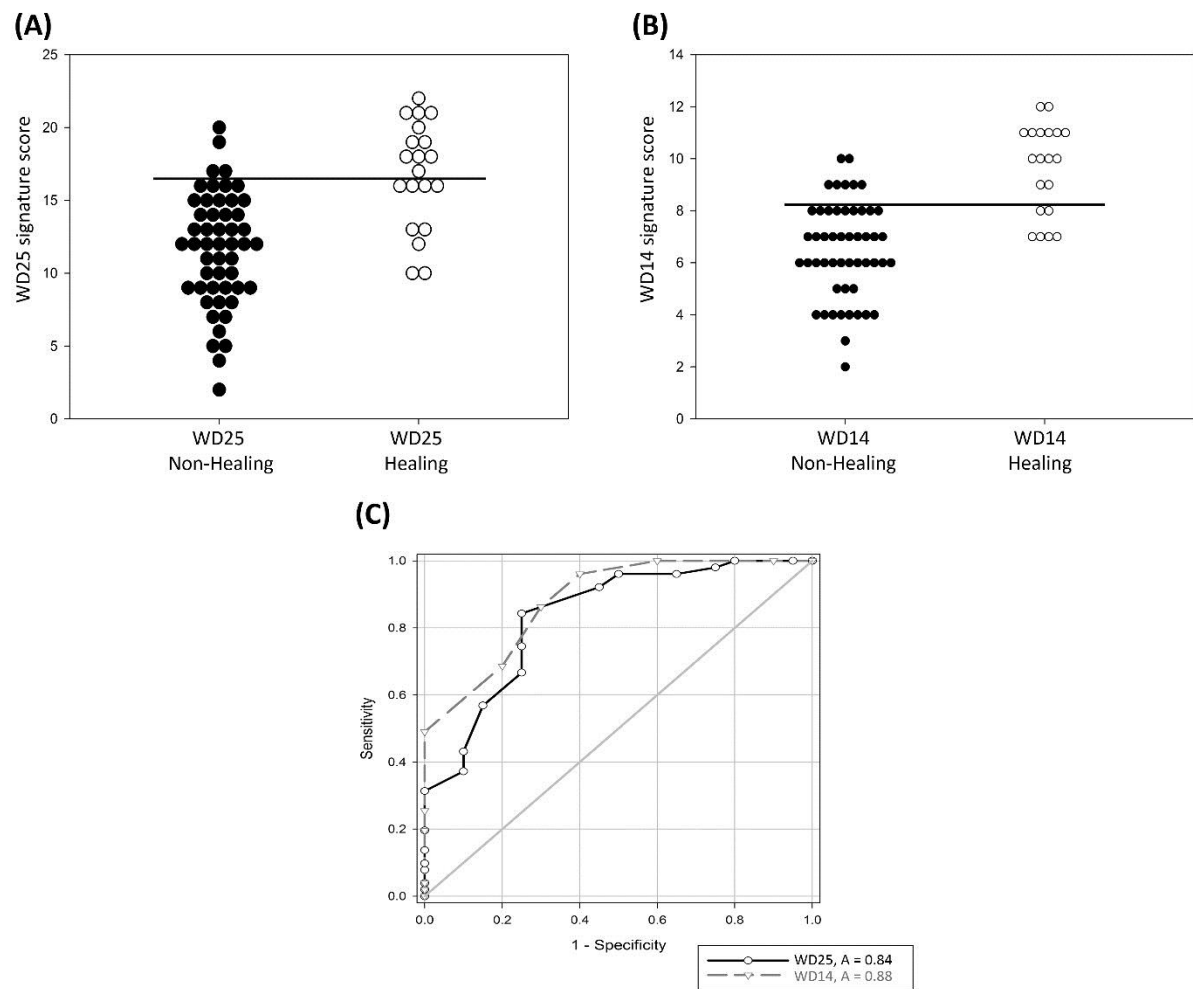 (A)
25
20
15
10
5
0
WD25 signature score
WD25
Non-Healing
WD25
Healing
(B)
14
12
10
8
6
4
2
0
WD14 signature score
WD14
Non-Healing
WD14
Healing
(C)
1.0
0.8
0.6
0.4
0.2
0.0
Sensitivity
0.0 0.2 0.4 0.6 0.8 1.0
1 - Specificity
WD25, A = 0.84
WD14, A = 0.88